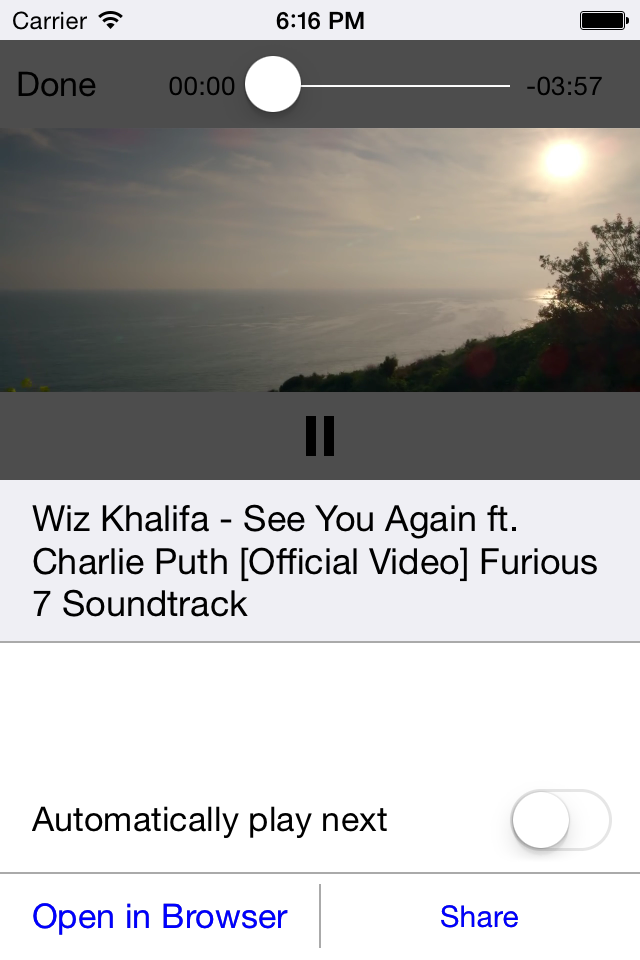 Carrier 6:16 PM
Done 00:00 -03:57
Wiz Khalifa - See You Again ft.
Charlie Puth [Official Video] Furious
7 Soundtrack
Automatically play next
Open in Browser Share